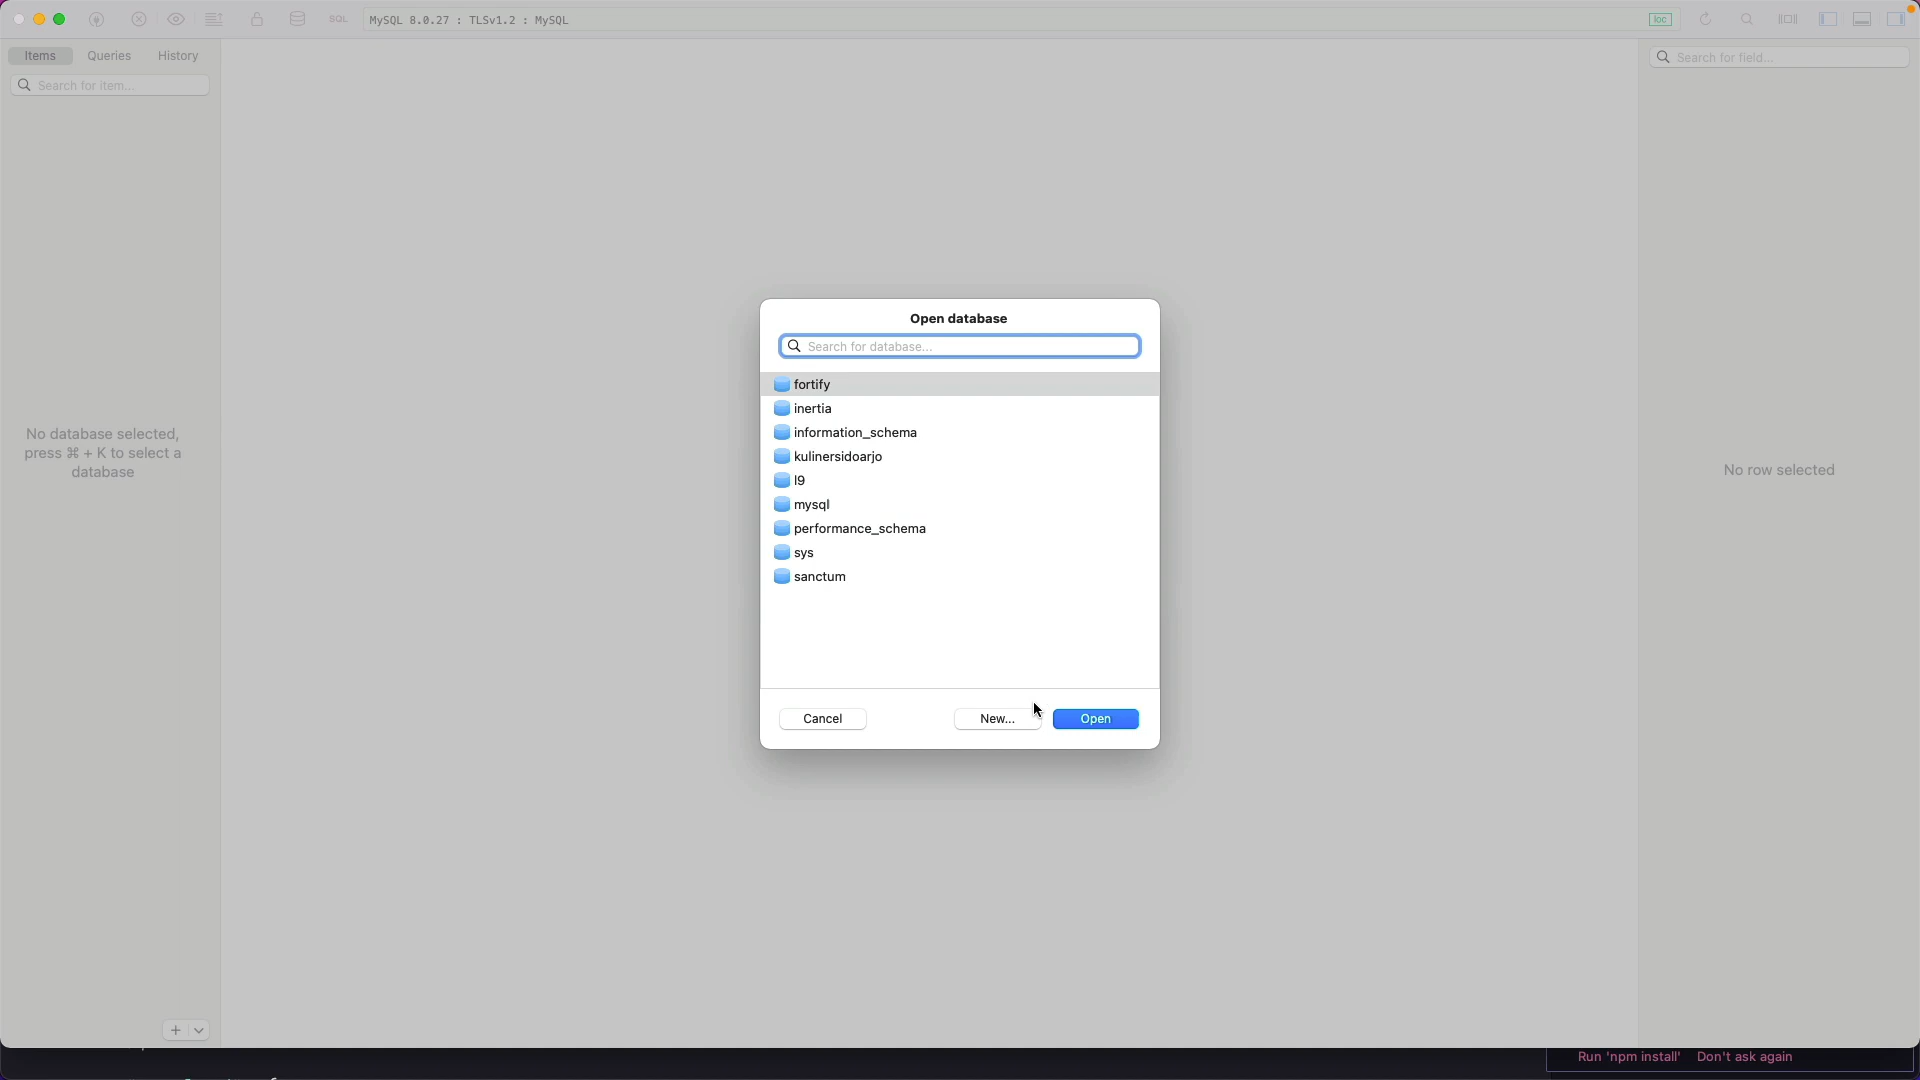 SQL
MySQL 8.0.27 : TLSv1.2 : MySQL
loc
Items
Queries
History
Search for item...
Search for field...
No database selected,
press ⌘ + K to select a
database
Open database
Search for database...
fortify
inertia
information_schema
kulinersidoarjo
l9
mysql
performance_schema
sys
sanctum
Cancel
New...
Open
No row selected
Run 'npm install'
Don't ask again